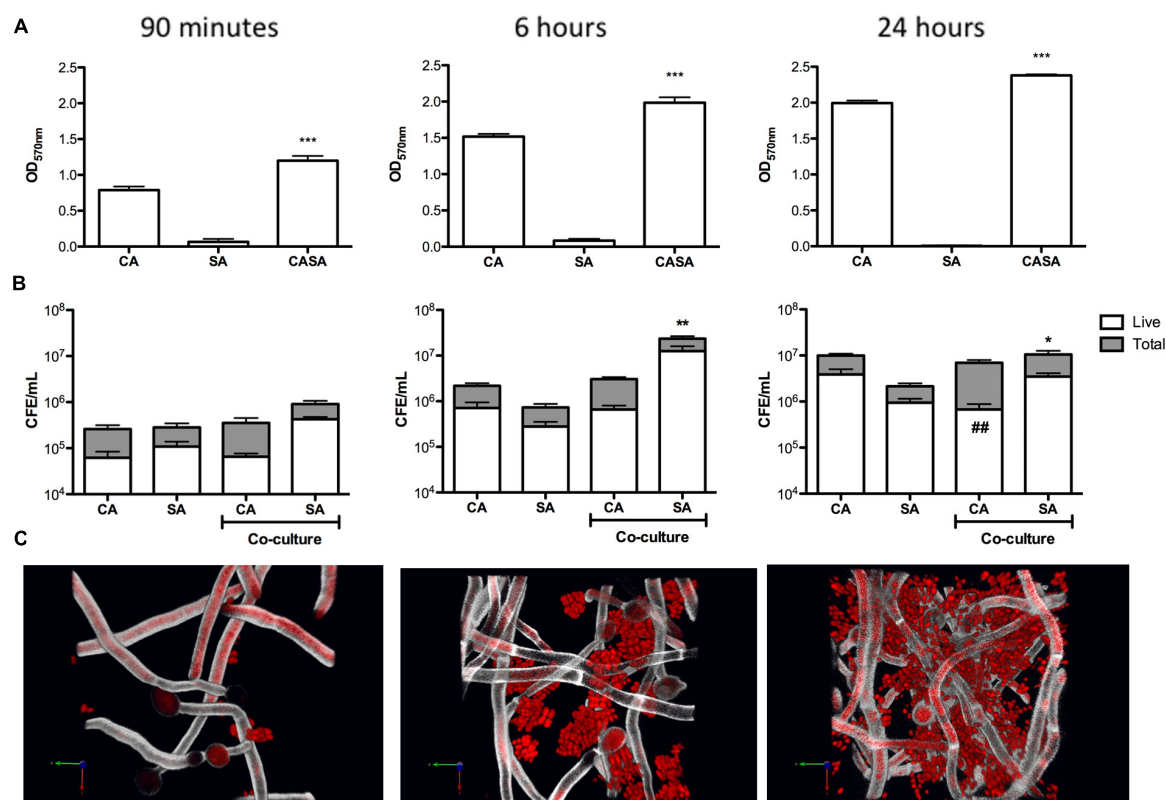 A
90 minutes
6 hours
24 hours
OD570nm
2.5
2.0
1.5
1.0
0.5
0.0
***
CA
SA
CASA
OD570nm
2.5
2.0
1.5
1.0
0.5
0.0
***
CA
SA
CASA
OD570nm
2.5
2.0
1.5
1.0
0.5
0.0
***
CA
SA
CASA
B
CFE/mL
10^8
10^7
10^6
10^5
10^4
CA
SA
CA
SA
Co-culture
CFE/mL
10^8
10^7
10^6
10^5
10^4
**
CA
SA
CA
SA
Co-culture
CFE/mL
10^8
10^7
10^6
10^5
10^4
*
##
CA
SA
CA
SA
Co-culture
Live
Total
C